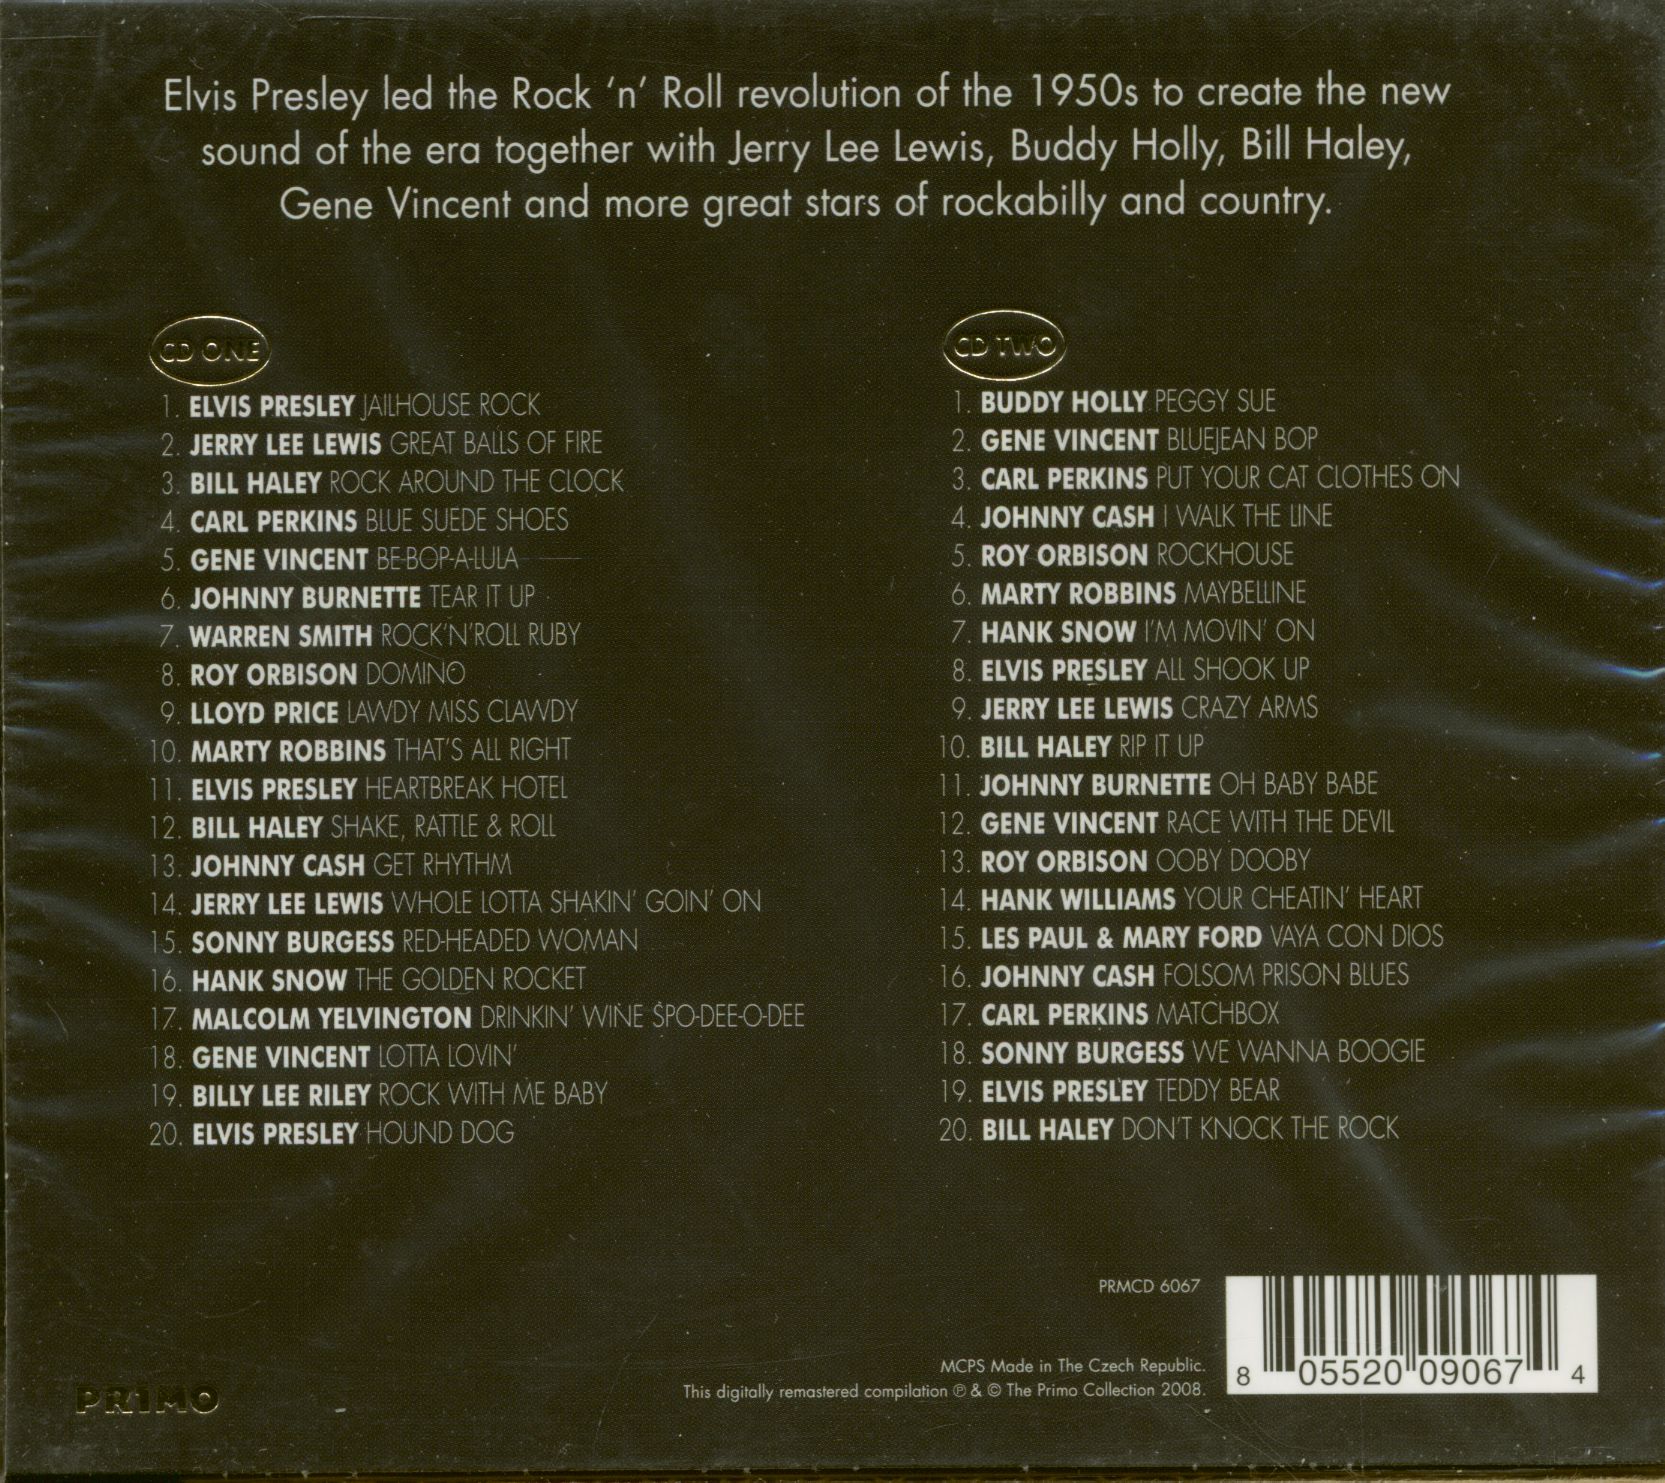 Elvis Presley led the Rock ‘n’ Roll revolution of the 1950s to create the new
sound of the era together with Jerry Lee Lewis, Buddy Holly, Bill Haley,
Gene Vincent and more great stars of rockabilly and country.
CD ONE
1. ELVIS PRESLEY JAILHOUSE ROCK
2. JERRY LEE LEWIS GREAT BALLS OF FIRE
3. BILL HALEY ROCK AROUND THE CLOCK
4. CARL PERKINS BLUE SUEDE SHOES
5. GENE VINCENT BE-BOP-A-LULA
6. JOHNNY BURNETTE TEAR IT UP
7. WARREN SMITH ROCK’N’ROLL RUBY
8. ROY ORBISON DOMINO
9. LLOYD PRICE LAWDY MISS CLAWDY
10. MARTY ROBBINS THAT’S ALL RIGHT
11. ELVIS PRESLEY HEARTBREAK HOTEL
12. BILL HALEY SHAKE, RATTLE & ROLL
13. JOHNNY CASH GET RHYTHM
14. JERRY LEE LEWIS WHOLE LOTTA SHAKIN’ GOIN’ ON
15. SONNY BURGESS RED-HEADED WOMAN
16. HANK SNOW THE GOLDEN ROCKET
17. MALCOLM YELVINGTON DRINKIN’ WINE SPO-DEE-O-DEE
18. GENE VINCENT LOTTA LOVIN’
19. BILLY LEE RILEY ROCK WITH ME BABY
20. ELVIS PRESLEY HOUND DOG
CD TWO
1. BUDDY HOLLY PEGGY SUE
2. GENE VINCENT BLUEJEAN BOP
3. CARL PERKINS PUT YOUR CAT CLOTHES ON
4. JOHNNY CASH I WALK THE LINE
5. ROY ORBISON ROCKHOUSE
6. MARTY ROBBINS MAYBELLINE
7. HANK SNOW I’M MOVIN’ ON
8. ELVIS PRESLEY ALL SHOOK UP
9. JERRY LEE LEWIS CRAZY ARMS
10. BILL HALEY RIP IT UP
11. JOHNNY BURNETTE OH BABY BABE
12. GENE VINCENT RACE WITH THE DEVIL
13. ROY ORBISON OOBY DOOBY
14. HANK WILLIAMS YOUR CHEATIN’ HEART
15. LES PAUL & MARY FORD VAYA CON DIOS
16. JOHNNY CASH FOLSOM PRISON BLUES
17. CARL PERKINS MATCHBOX
18. SONNY BURGESS WE WANNA BOOGIE
19. ELVIS PRESLEY TEDDY BEAR
20. BILL HALEY DON’T KNOCK THE ROCK
PRMCD 6067
MCPS Made in The Czech Republic.
This digitally remastered compilation ℗ & © The Primo Collection 2008.
8 05520 09067 4
PR1MO